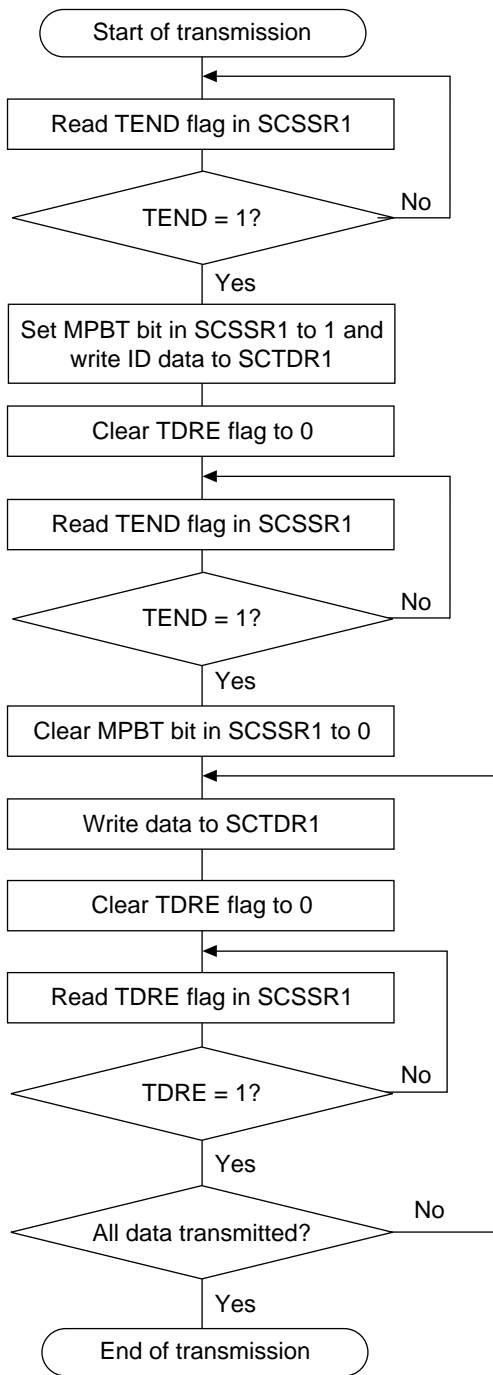 Start of transmission
Read TEND flag in SCSSR1
TEND = 1?
No
Yes
Set MPBT bit in SCSSR1 to 1 and
write ID data to SCTDR1
Clear TDRE flag to 0
Read TEND flag in SCSSR1
TEND = 1?
No
Yes
Clear MPBT bit in SCSSR1 to 0
Write data to SCTDR1
Clear TDRE flag to 0
Read TDRE flag in SCSSR1
TDRE = 1?
No
Yes
All data transmitted?
No
Yes
End of transmission